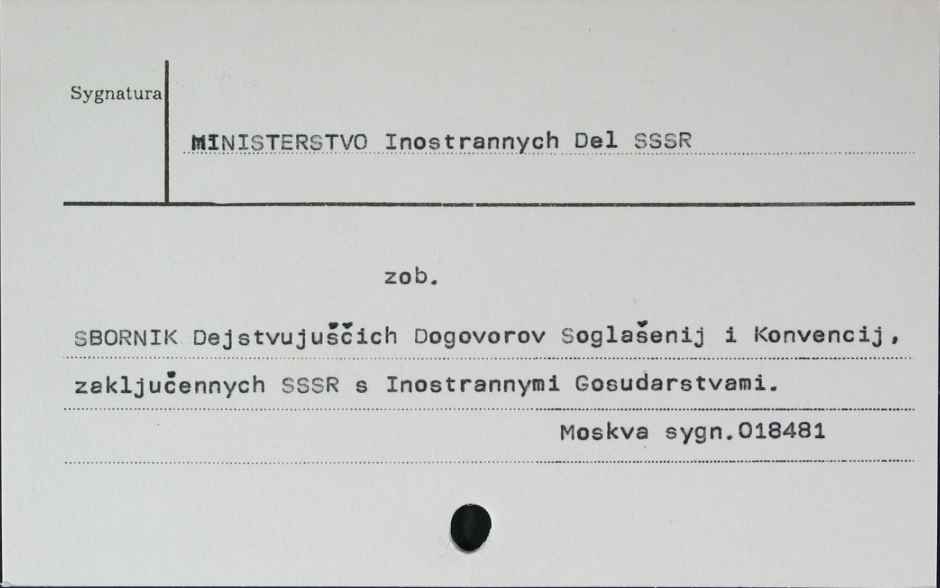 Sygnatura
MINISTERSTVO Inostrannych Del SSSR
zob.
SBORNIK Dejstvujuščich Dogovorov Soglašenij i Konvencij,
zaključennych SSSR s Inostrannymi Gosudarstvami.
Moskva sygn.018481